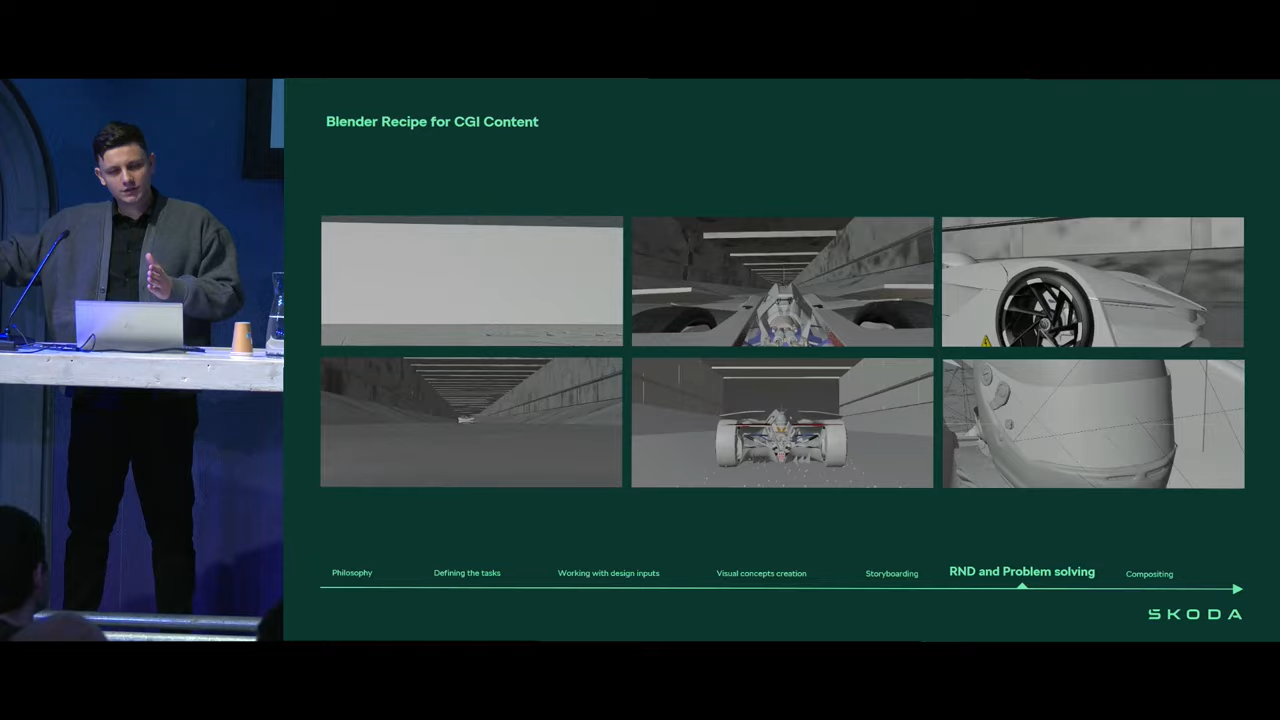 Blender Recipe for CGI Content
Philosophy
Defining the tasks
Working with design inputs
Visual concepts creation
Storyboarding
RND and Problem solving
Compositing
ŠKODA